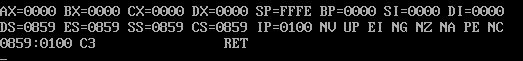 AX=0000 BX=0000 CX=0000 DX=0000 SP=FFFE BP=0000 SI=0000 DI=0000
DS=0859 ES=0859 SS=0859 CS=0859 IP=0100 NV UP EI NG NZ NA PE NC
0859:0100 C3 RET